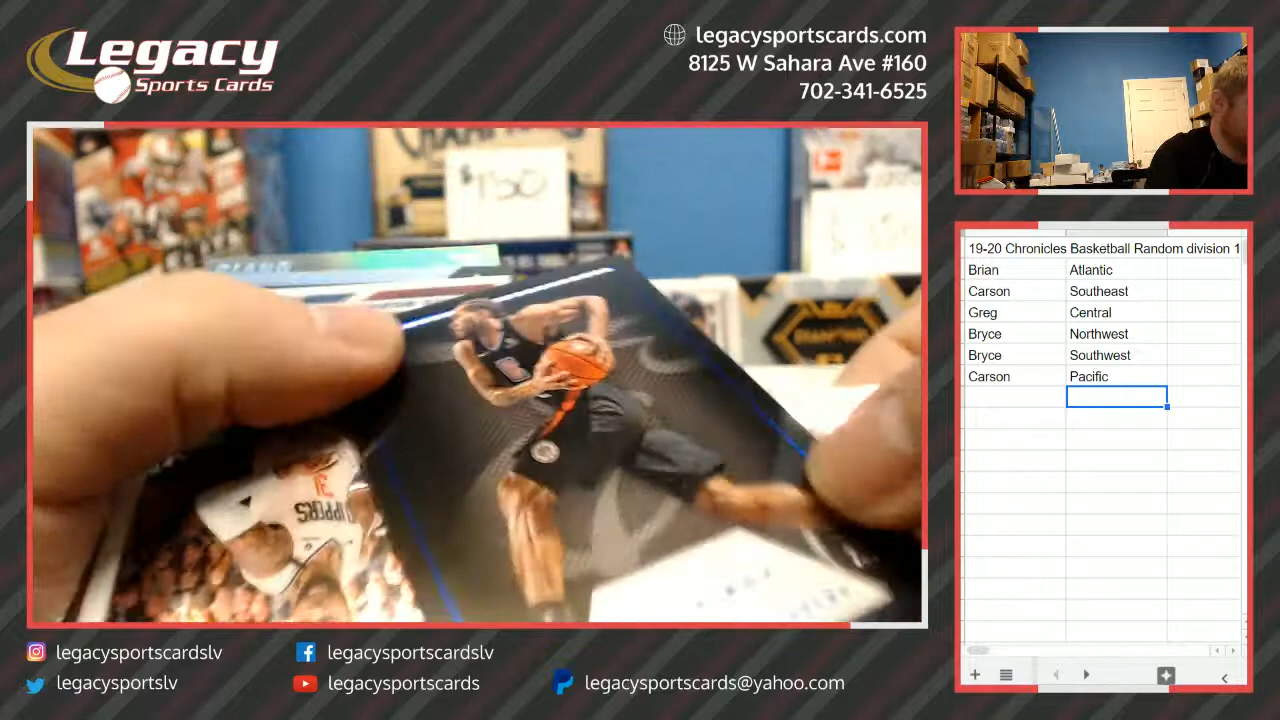 Legacy
Sports Cards
legacysportscards.com
8125 W Sahara Ave #160
702-341-6525
$150
CLIPPERS
19-20 Chronicles Basketball Random division 1
Brian Atlantic
Carson Southeast
Greg Central
Bryce Northwest
Bryce Southwest
Carson Pacific
legacysportscardslv
legacysportscardslv
legacysportslv
legacysportscards
legacysportscards@yahoo.com